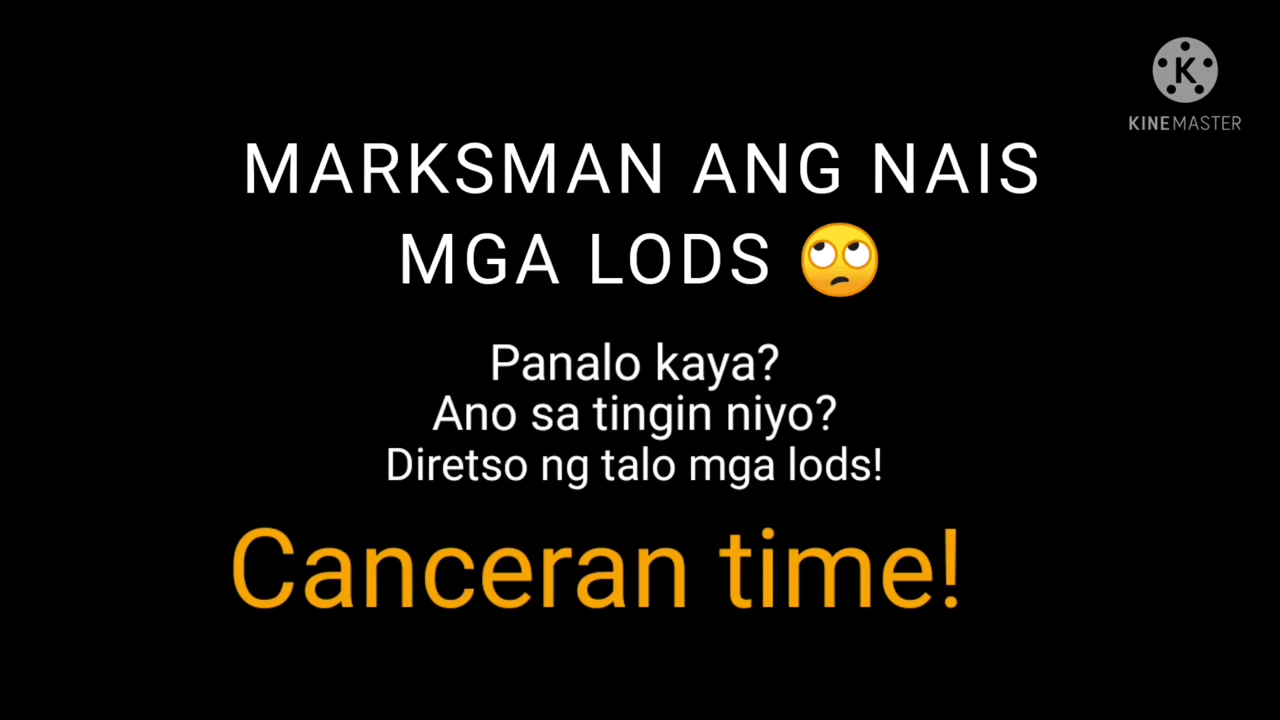 K
KINEMASTER
MARKSMAN ANG NAIS
MGA LODS 🙄
Panalo kaya?
Ano sa tingin niyo?
Diretso ng talo mga lods!
Canceran time!